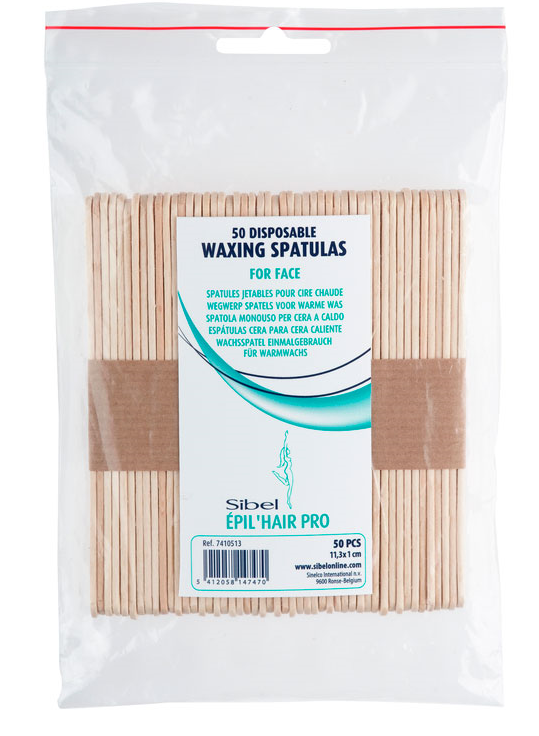 50 DISPOSABLE
WAXING SPATULAS
FOR FACE
SPATULES JETABLES POUR CIRE CHAUDE
WEGWERP SPATELS VOOR WARME WAS
SPATOLA MONOUSO PER CERA A CALDO
ESPÁTULAS CERA PARA CERA CALIENTE
WACHSSPATEL EINMALGEBRAUCH
FÜR WARMWACHS
Sibel
ÉPIL'HAIR PRO
Ref. 7410513
50 PCS
11,3x1 cm
www.sibelonline.com
Sinelco International n.v.
9600 Ronse-Belgium
5 412058 147470